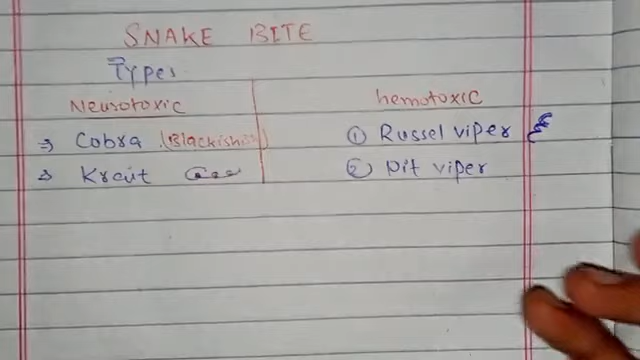 SNAKE BITE
Types
Neurotoxic hemotoxic
⇒ Cobra ① Russel viper
⇒ Krait ② Pit viper